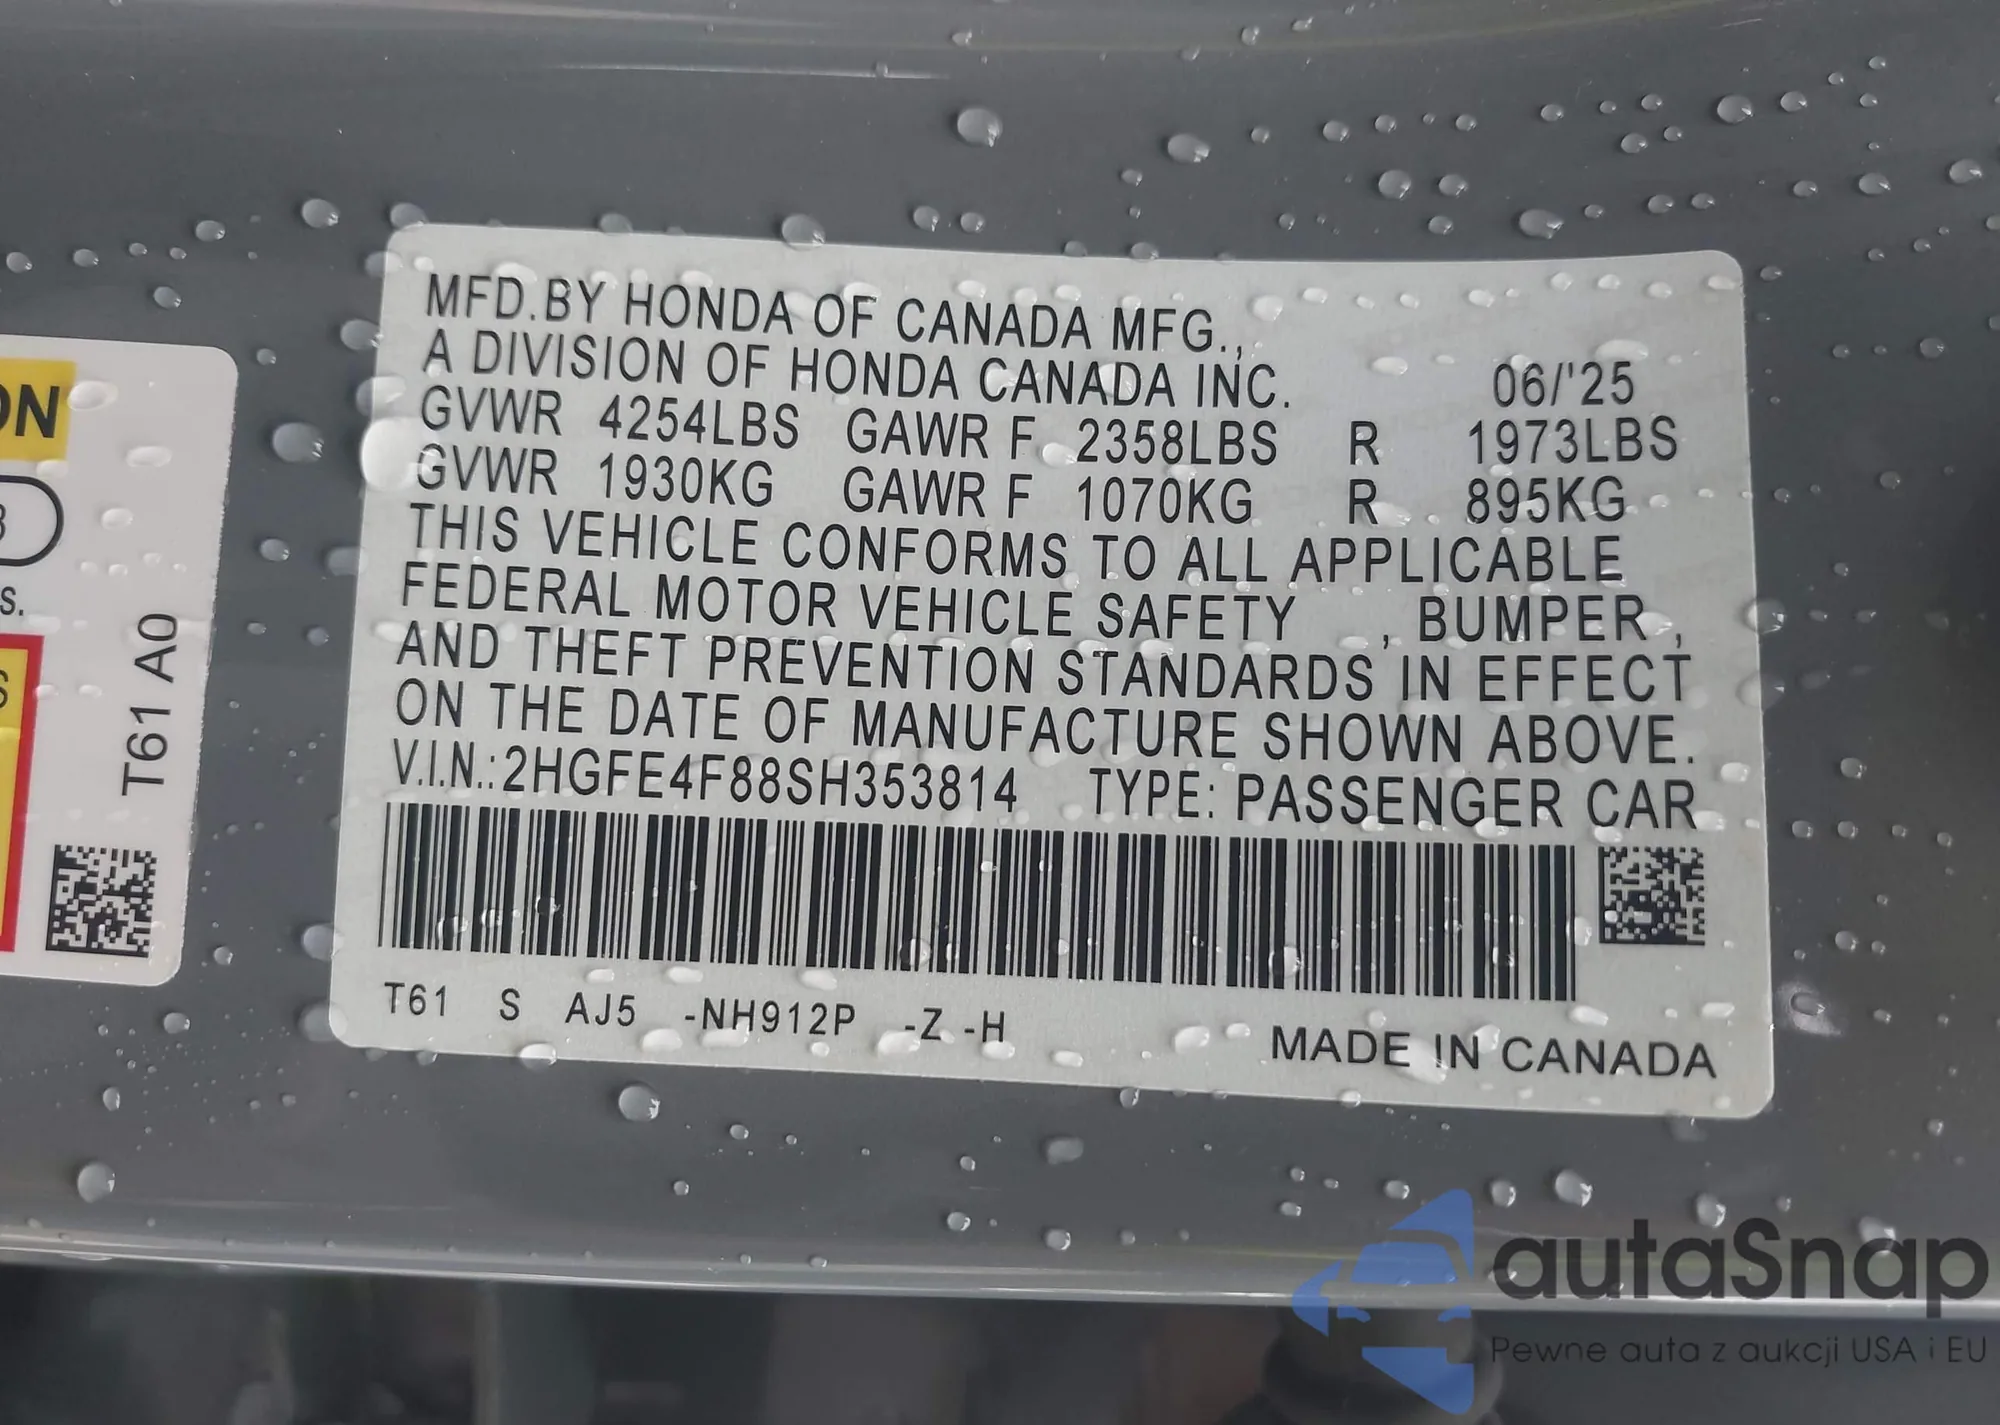 MFD.BY HONDA OF CANADA MFG.,
A DIVISION OF HONDA CANADA INC. 06/'25
GVWR 4254LBS GAWR F 2358LBS R 1973LBS
GVWR 1930KG GAWR F 1070KG R 895KG
THIS VEHICLE CONFORMS TO ALL APPLICABLE
FEDERAL MOTOR VEHICLE SAFETY , BUMPER ,
AND THEFT PREVENTION STANDARDS IN EFFECT
ON THE DATE OF MANUFACTURE SHOWN ABOVE.
V.I.N.:2HGFE4F88SH353814 TYPE: PASSENGER CAR
T61 S AJ5 -NH912P -Z -H
MADE IN CANADA
T61 A0
autaSnap
Pewne auta z aukcji USA i EU